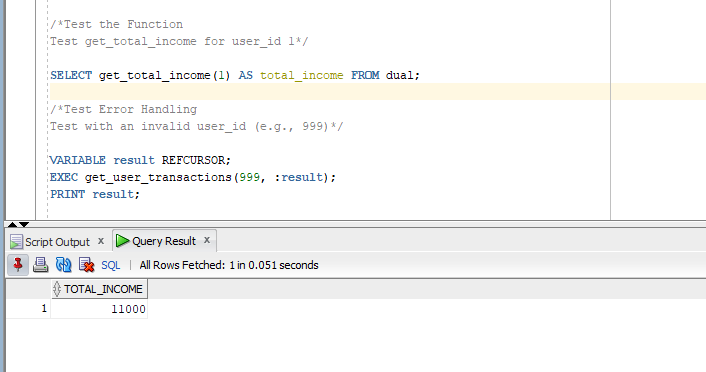 /*Test the Function
Test get_total_income for user_id 1*/
SELECT get_total_income(1) AS total_income FROM dual;
/*Test Error Handling
Test with an invalid user_id (e.g., 999)*/
VARIABLE result REFCURSOR;
EXEC get_user_transactions(999, :result);
PRINT result;
Script Output x Query Result x
SQL | All Rows Fetched: 1 in 0.051 seconds
TOTAL_INCOME
1 11000